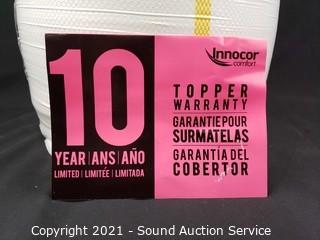 Innocor
comfort
10
YEAR | ANS | AÑO
LIMITED | LIMITÉE | LIMITADA
TOPPER
WARRANTY
GARANTIE POUR
SURMATELAS
GARANTÍA DEL
COBERTOR
Copyright 2021 - Sound Auction Service